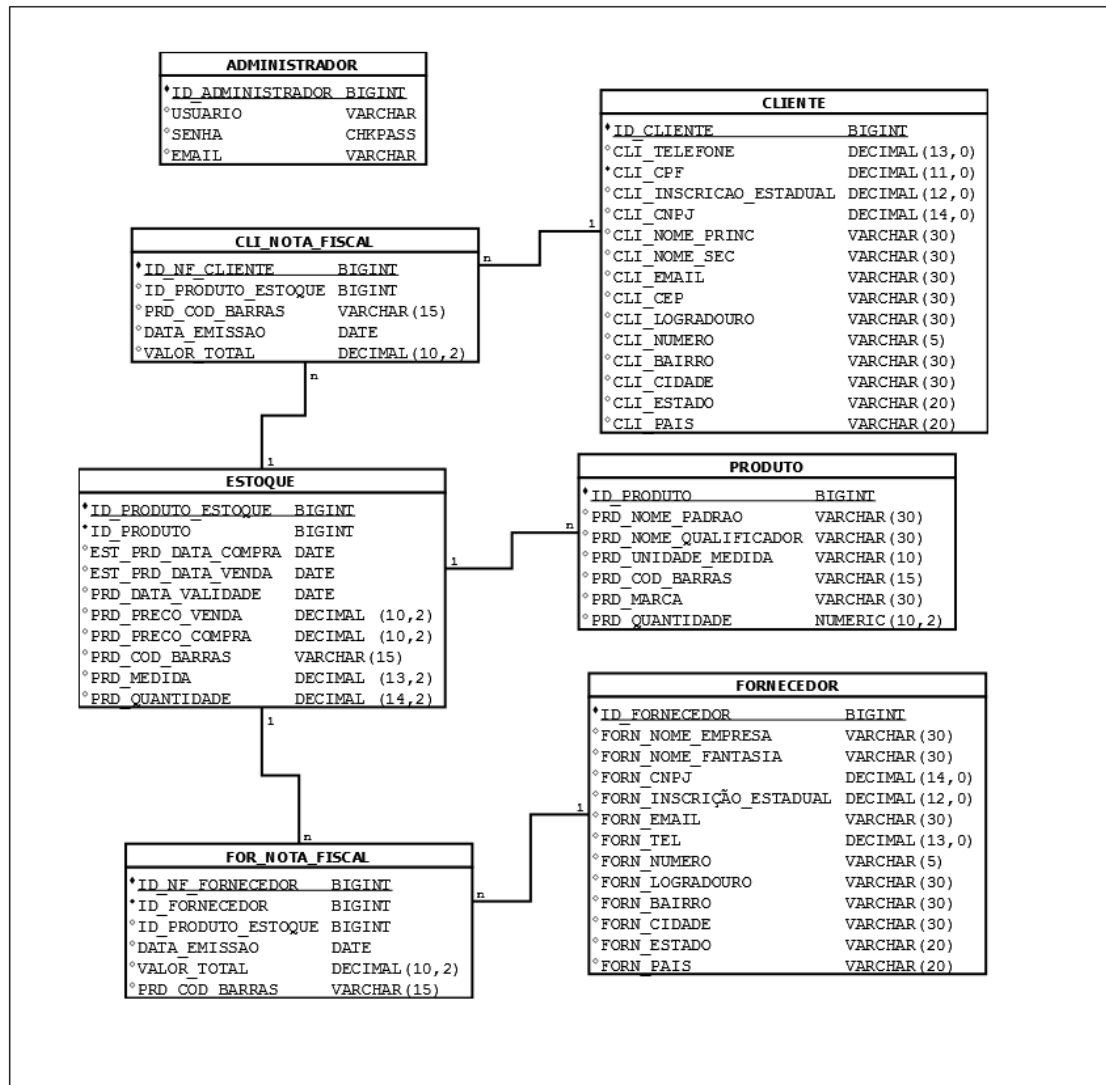 ADMINISTRADOR
ID_ADMINISTRADOR BIGINT
USUARIO VARCHAR
SENHA CHKPASS
EMAIL VARCHAR
CLIENTE
ID_CLIENTE BIGINT
CLI_TELEFONE DECIMAL(13,0)
CLI_CPF DECIMAL(11,0)
CLI_INSCRICAO_ESTADUAL DECIMAL(12,0)
CLI_CNPJ DECIMAL(14,0)
CLI_NOME_PRINC VARCHAR(30)
CLI_NOME_SEC VARCHAR(30)
CLI_EMAIL VARCHAR(30)
CLI_CEP VARCHAR(30)
CLI_LOGRADOURO VARCHAR(30)
CLI_NUMERO VARCHAR(5)
CLI_BAIRRO VARCHAR(30)
CLI_CIDADE VARCHAR(30)
CLI_ESTADO VARCHAR(20)
CLI_PAIS VARCHAR(20)
1
n
CLI_NOTA_FISCAL
ID_NF_CLIENTE BIGINT
ID_PRODUTO_ESTOQUE BIGINT
PRD_COD_BARRAS VARCHAR(15)
DATA_EMISSAO DATE
VALOR_TOTAL DECIMAL(10,2)
n
1
ESTOQUE
ID_PRODUTO_ESTOQUE BIGINT
ID_PRODUTO BIGINT
EST_PRD_DATA_COMPRA DATE
EST_PRD_DATA_VENDA DATE
PRD_DATA_VALIDADE DATE
PRD_PRECO_VENDA DECIMAL (10,2)
PRD_PRECO_COMPRA DECIMAL (10,2)
PRD_COD_BARRAS VARCHAR(15)
PRD_MEDIDA DECIMAL (13,2)
PRD_QUANTIDADE DECIMAL (14,2)
1
n
PRODUTO
ID_PRODUTO BIGINT
PRD_NOME_PADRAO VARCHAR(30)
PRD_NOME_QUALIFICADOR VARCHAR(30)
PRD_UNIDADE_MEDIDA VARCHAR(10)
PRD_COD_BARRAS VARCHAR(15)
PRD_MARCA VARCHAR(30)
PRD_QUANTIDADE NUMERIC(10,2)
1
n
FORNECEDOR
ID_FORNECEDOR BIGINT
FORN_NOME_EMPRESA VARCHAR(30)
FORN_NOME_FANTASIA VARCHAR(30)
FORN_CNPJ DECIMAL(14,0)
FORN_INSCRIÇÃO_ESTADUAL DECIMAL(12,0)
FORN_EMAIL VARCHAR(30)
FORN_TEL DECIMAL(13,0)
FORN_NUMERO VARCHAR(5)
FORN_LOGRADOURO VARCHAR(30)
FORN_BAIRRO VARCHAR(30)
FORN_CIDADE VARCHAR(30)
FORN_ESTADO VARCHAR(20)
FORN_PAIS VARCHAR(20)
1
n
FOR_NOTA_FISCAL
ID_NF_FORNECEDOR BIGINT
ID_FORNECEDOR BIGINT
ID_PRODUTO_ESTOQUE BIGINT
DATA_EMISSAO DATE
VALOR_TOTAL DECIMAL(10,2)
PRD_COD_BARRAS VARCHAR(15)